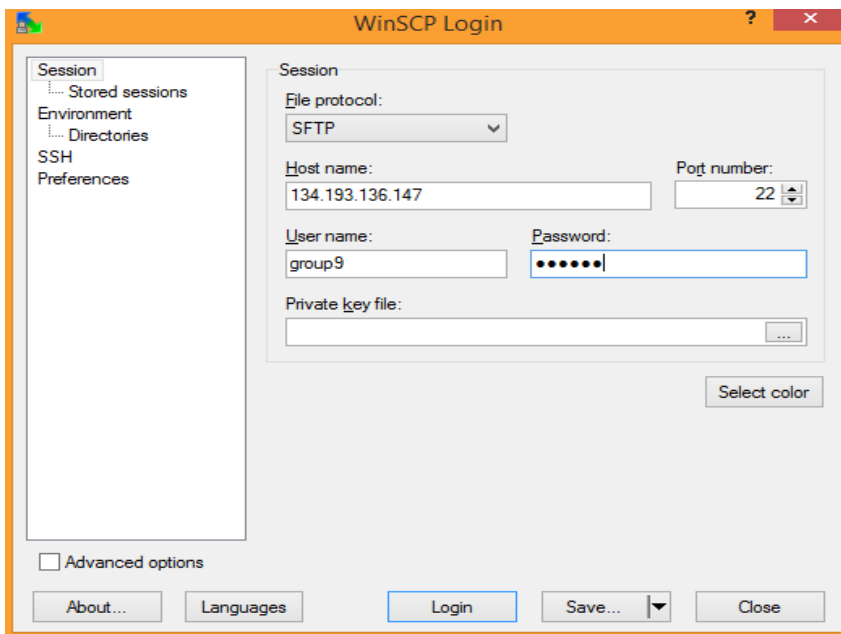 WinSCP Login
?
Session
Stored sessions
Environment
Directories
SSH
Preferences
Session
File protocol:
SFTP
Host name:
Port number:
134.193.136.147
22
User name:
Password:
group9
••••••
Private key file:
...
Select color
Advanced options
About...
Languages
Login
Save...
Close